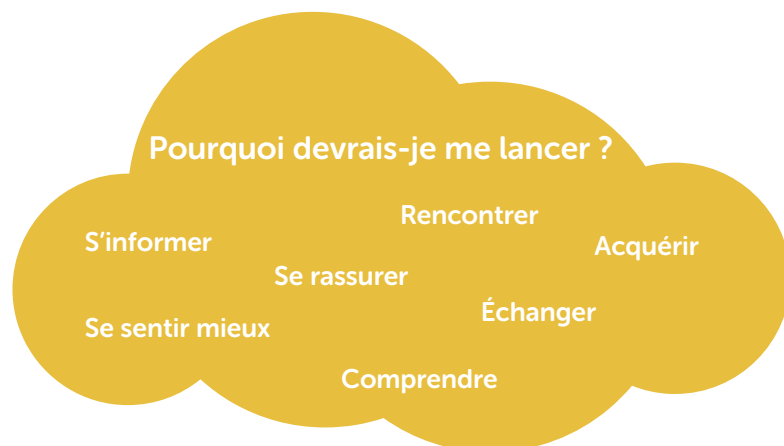 Pourquoi devrais-je me lancer ?
Rencontrer
S'informer
Acquérir
Se rassurer
Échanger
Se sentir mieux
Comprendre